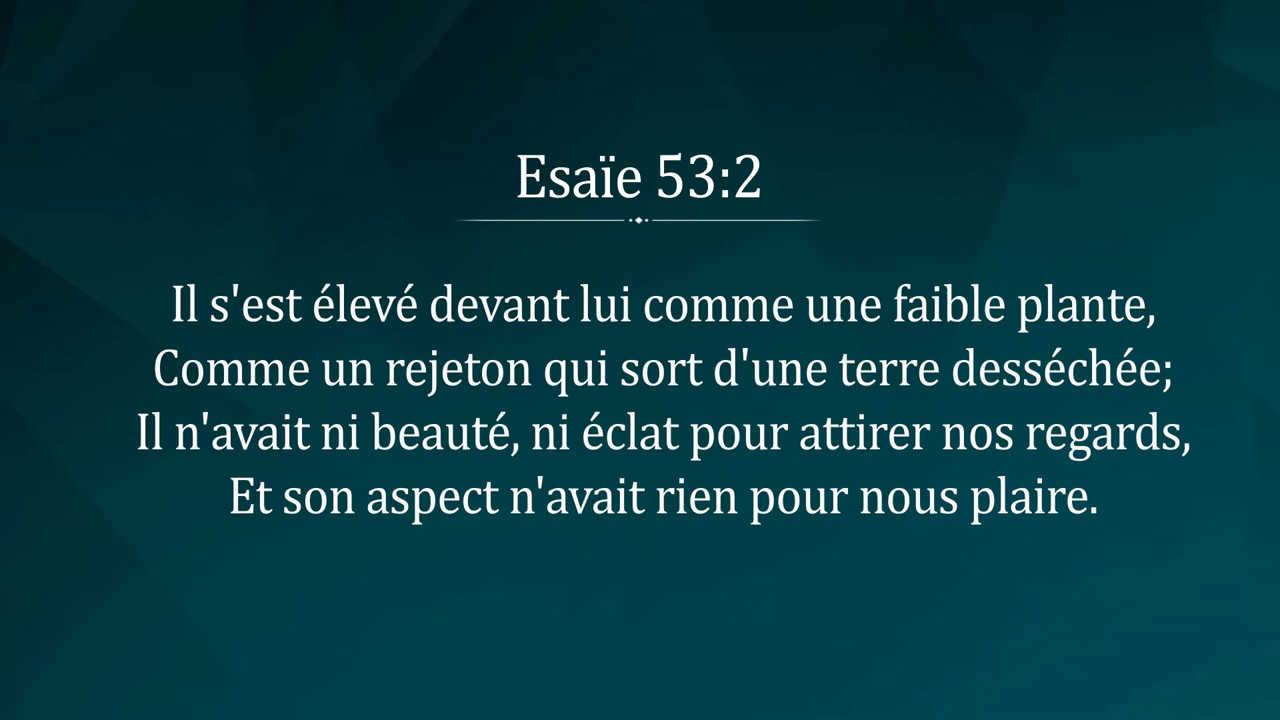 Esaïe 53:2
Il s'est élevé devant lui comme une faible plante,
Comme un rejeton qui sort d'une terre desséchée;
Il n'avait ni beauté, ni éclat pour attirer nos regards,
Et son aspect n'avait rien pour nous plaire.